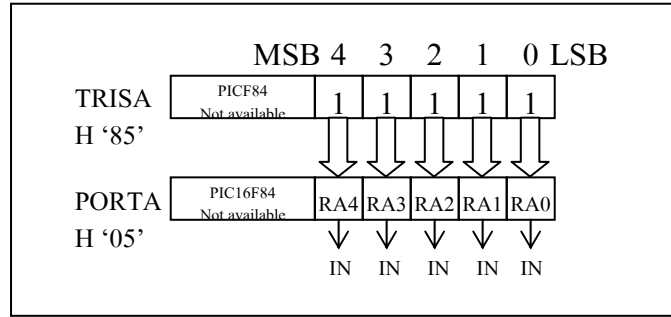 MSB 4 3 2 1 0 LSB
TRISA PICF84 1 1 1 1 1
Not available
H ‘85’
PORTA PIC16F84 RA4 RA3 RA2 RA1 RA0
Not available
H ‘05’
IN IN IN IN IN